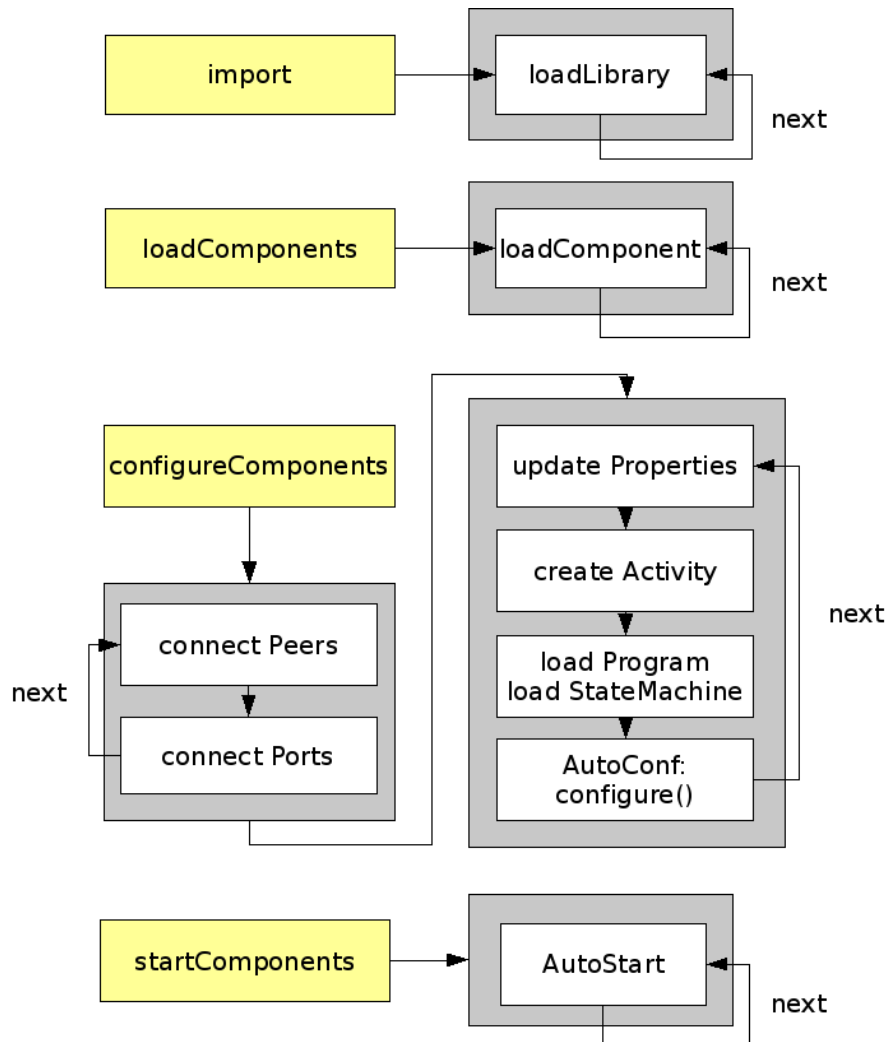 import
loadLibrary
next
loadComponents
loadComponent
next
configureComponents
connect Peers
next
connect Ports
update Properties
create Activity
next
load Program
load StateMachine
AutoConf:
configure()
startComponents
AutoStart
next